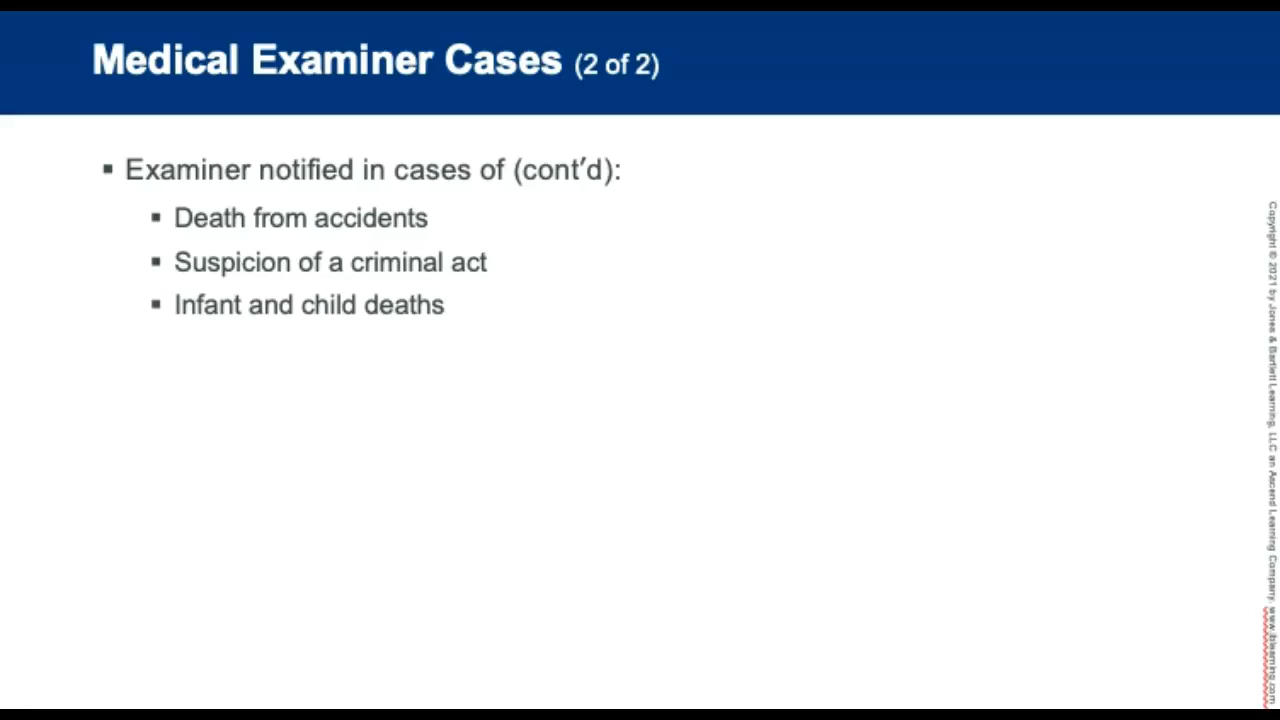 Medical Examiner Cases (2 of 2)
▪ Examiner notified in cases of (cont’d):
▪ Death from accidents
▪ Suspicion of a criminal act
▪ Infant and child deaths
Copyright © 2021 by Jones & Bartlett Learning, LLC an Ascend Learning Company. www.jblearning.com